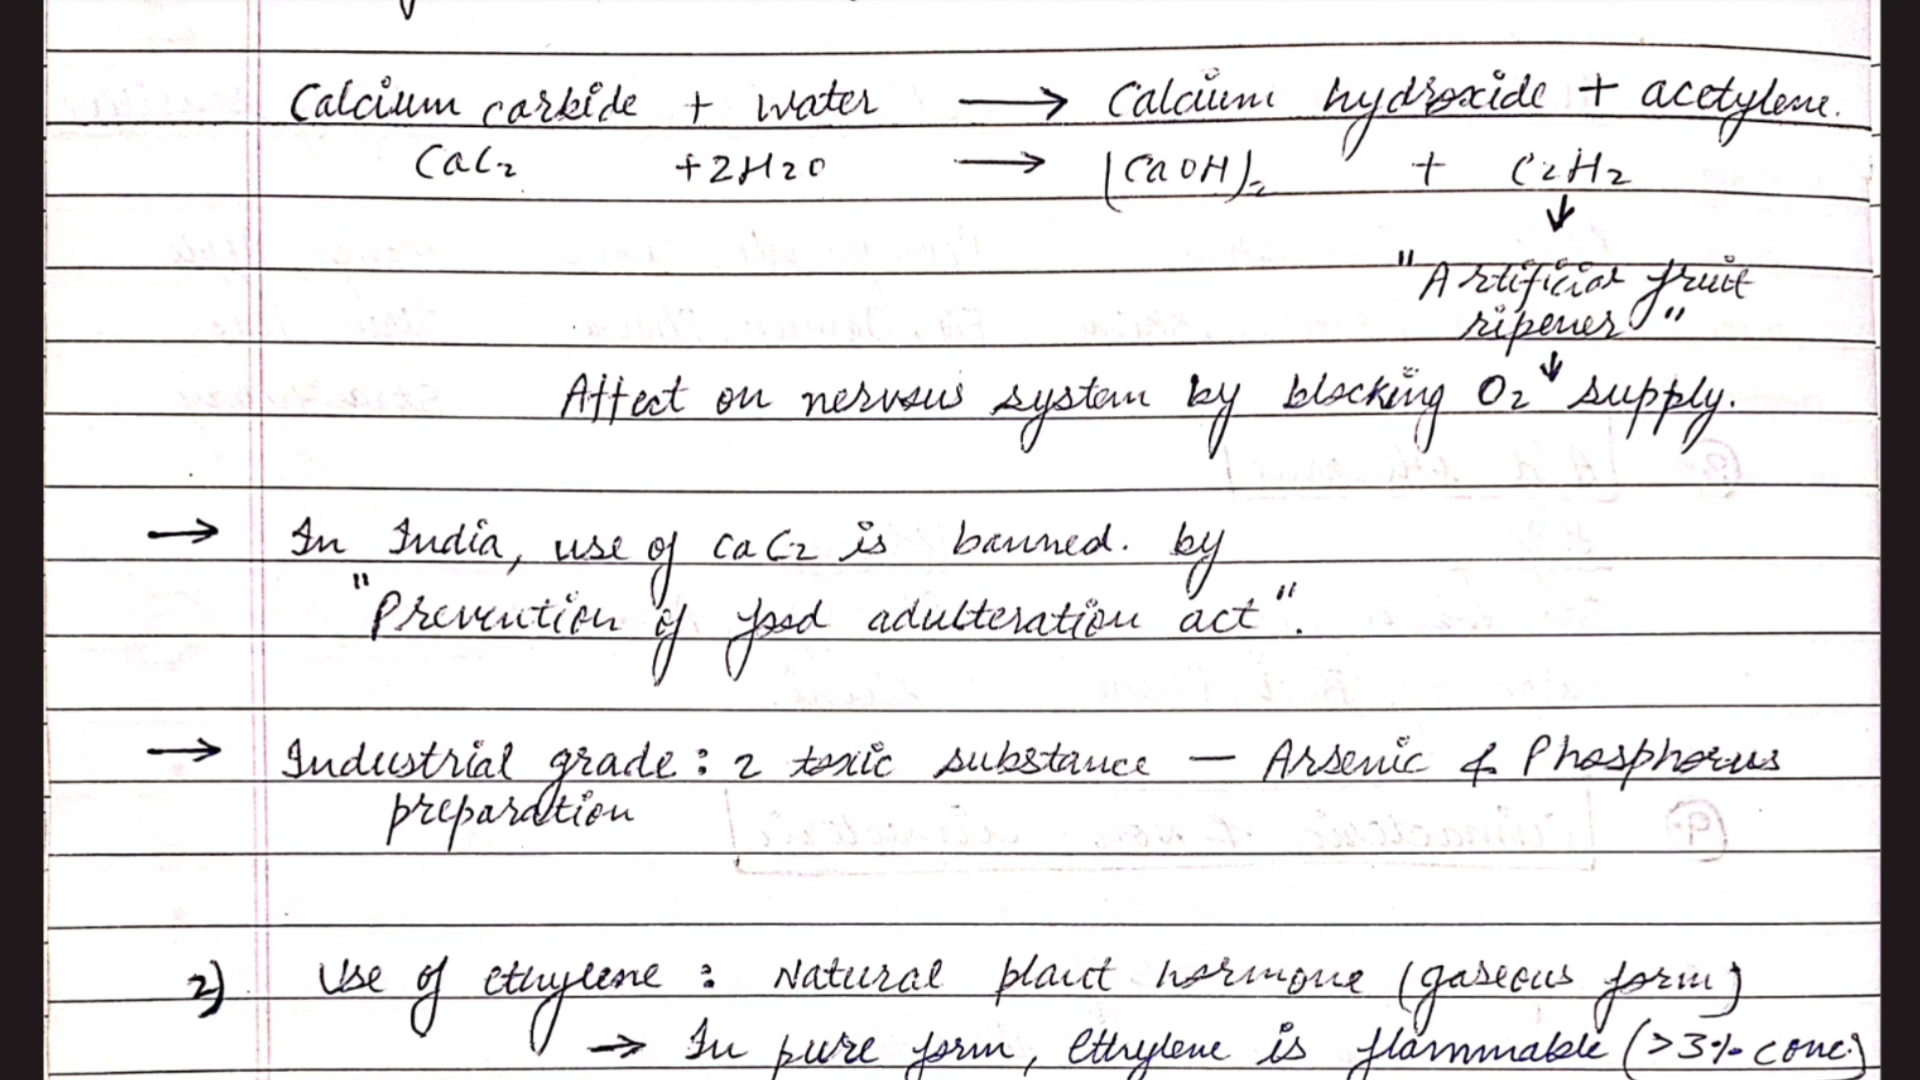 Calcium carbide + water → Calcium hydroxide + acetylene.
CaC2 +2H2O → (CaOH)2 + C2H2
↓
"Artificial fruit
ripener"
↓
Affect on nervous system by blocking O2 supply.
→ In India, use of CaC2 is banned. by
"Prevention of food adulteration act".
→ Industrial grade : 2 toxic substance — Arsenic & Phosphorus
preparation
2) Use of ethylene : Natural plant hormone (gaseous form)
→ In pure form, ethylene is flammable (>3% conc.)